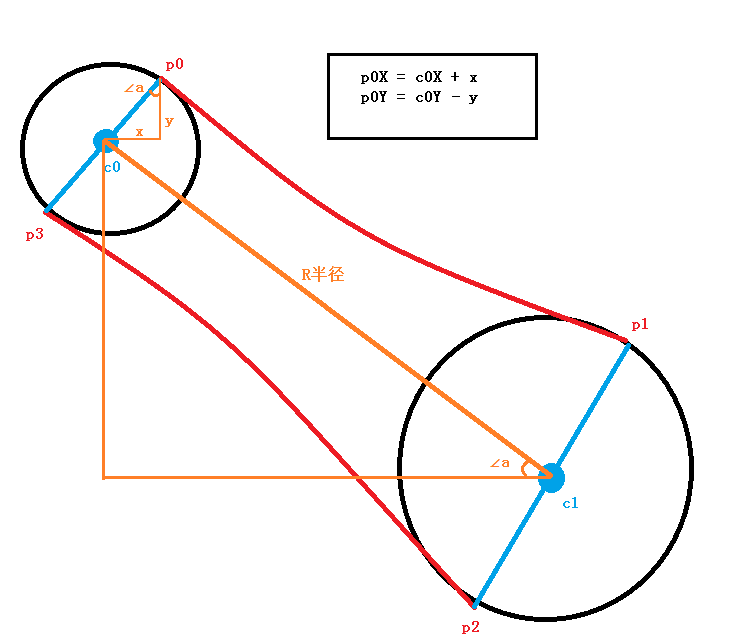 p0
∠a
p0X = c0X + x
p0Y = c0Y - y
y
x
c0
p3
R半径
p1
∠a
c1
p2